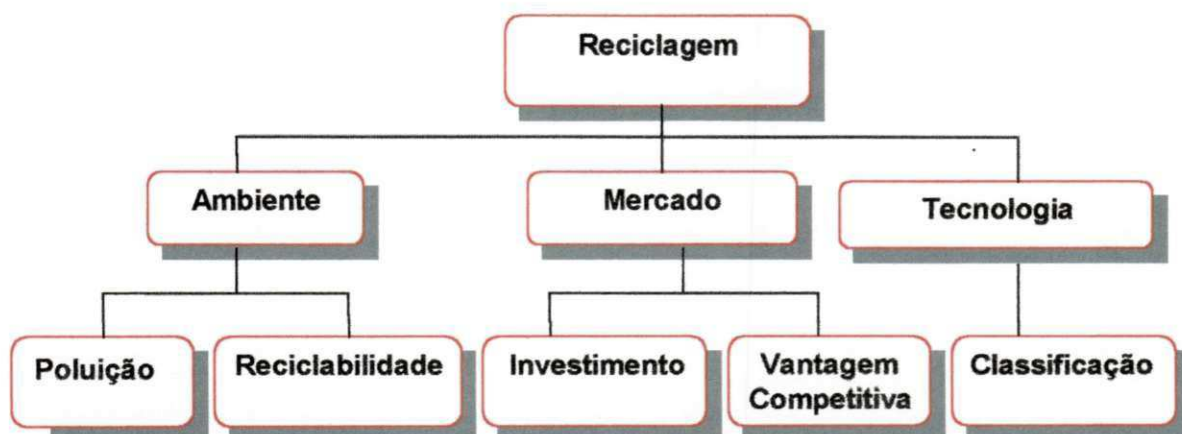 Reciclagem
Ambiente
Mercado
Tecnologia
Poluição
Reciclabilidade
Investimento
Vantagem
Competitiva
Classificação